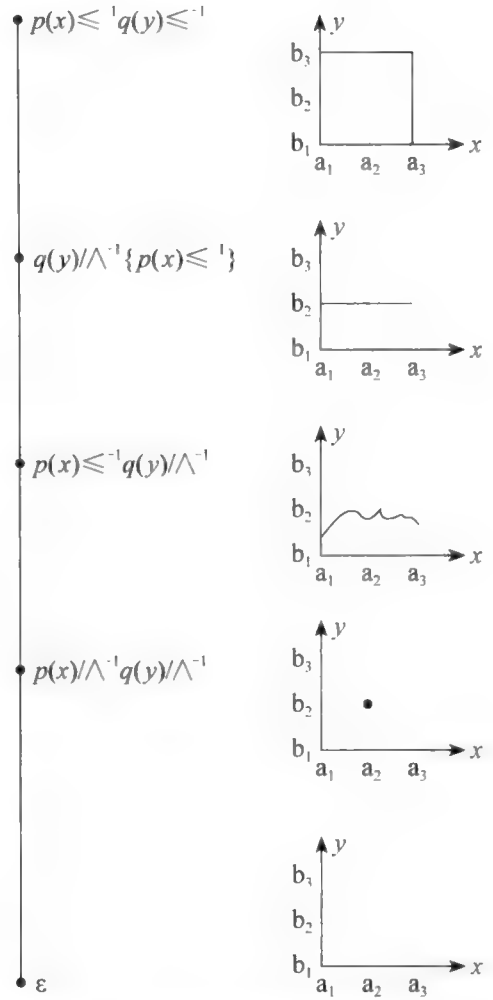 p(x)≤⁻¹q(y)≤⁻¹
y
b₃
b₂
b₁
a₁ a₂ a₃
x
q(y)/∧⁻¹{p(x)≤⁻¹}
y
b₃
b₂
b₁
a₁ a₂ a₃
x
p(x)≤⁻¹q(y)/∧⁻¹
y
b₃
b₂
b₁
a₁ a₂ a₃
x
p(x)/∧⁻¹q(y)/∧⁻¹
y
b₃
b₂
b₁
a₁ a₂ a₃
x
y
b₃
b₂
b₁
a₁ a₂ a₃
x
ε